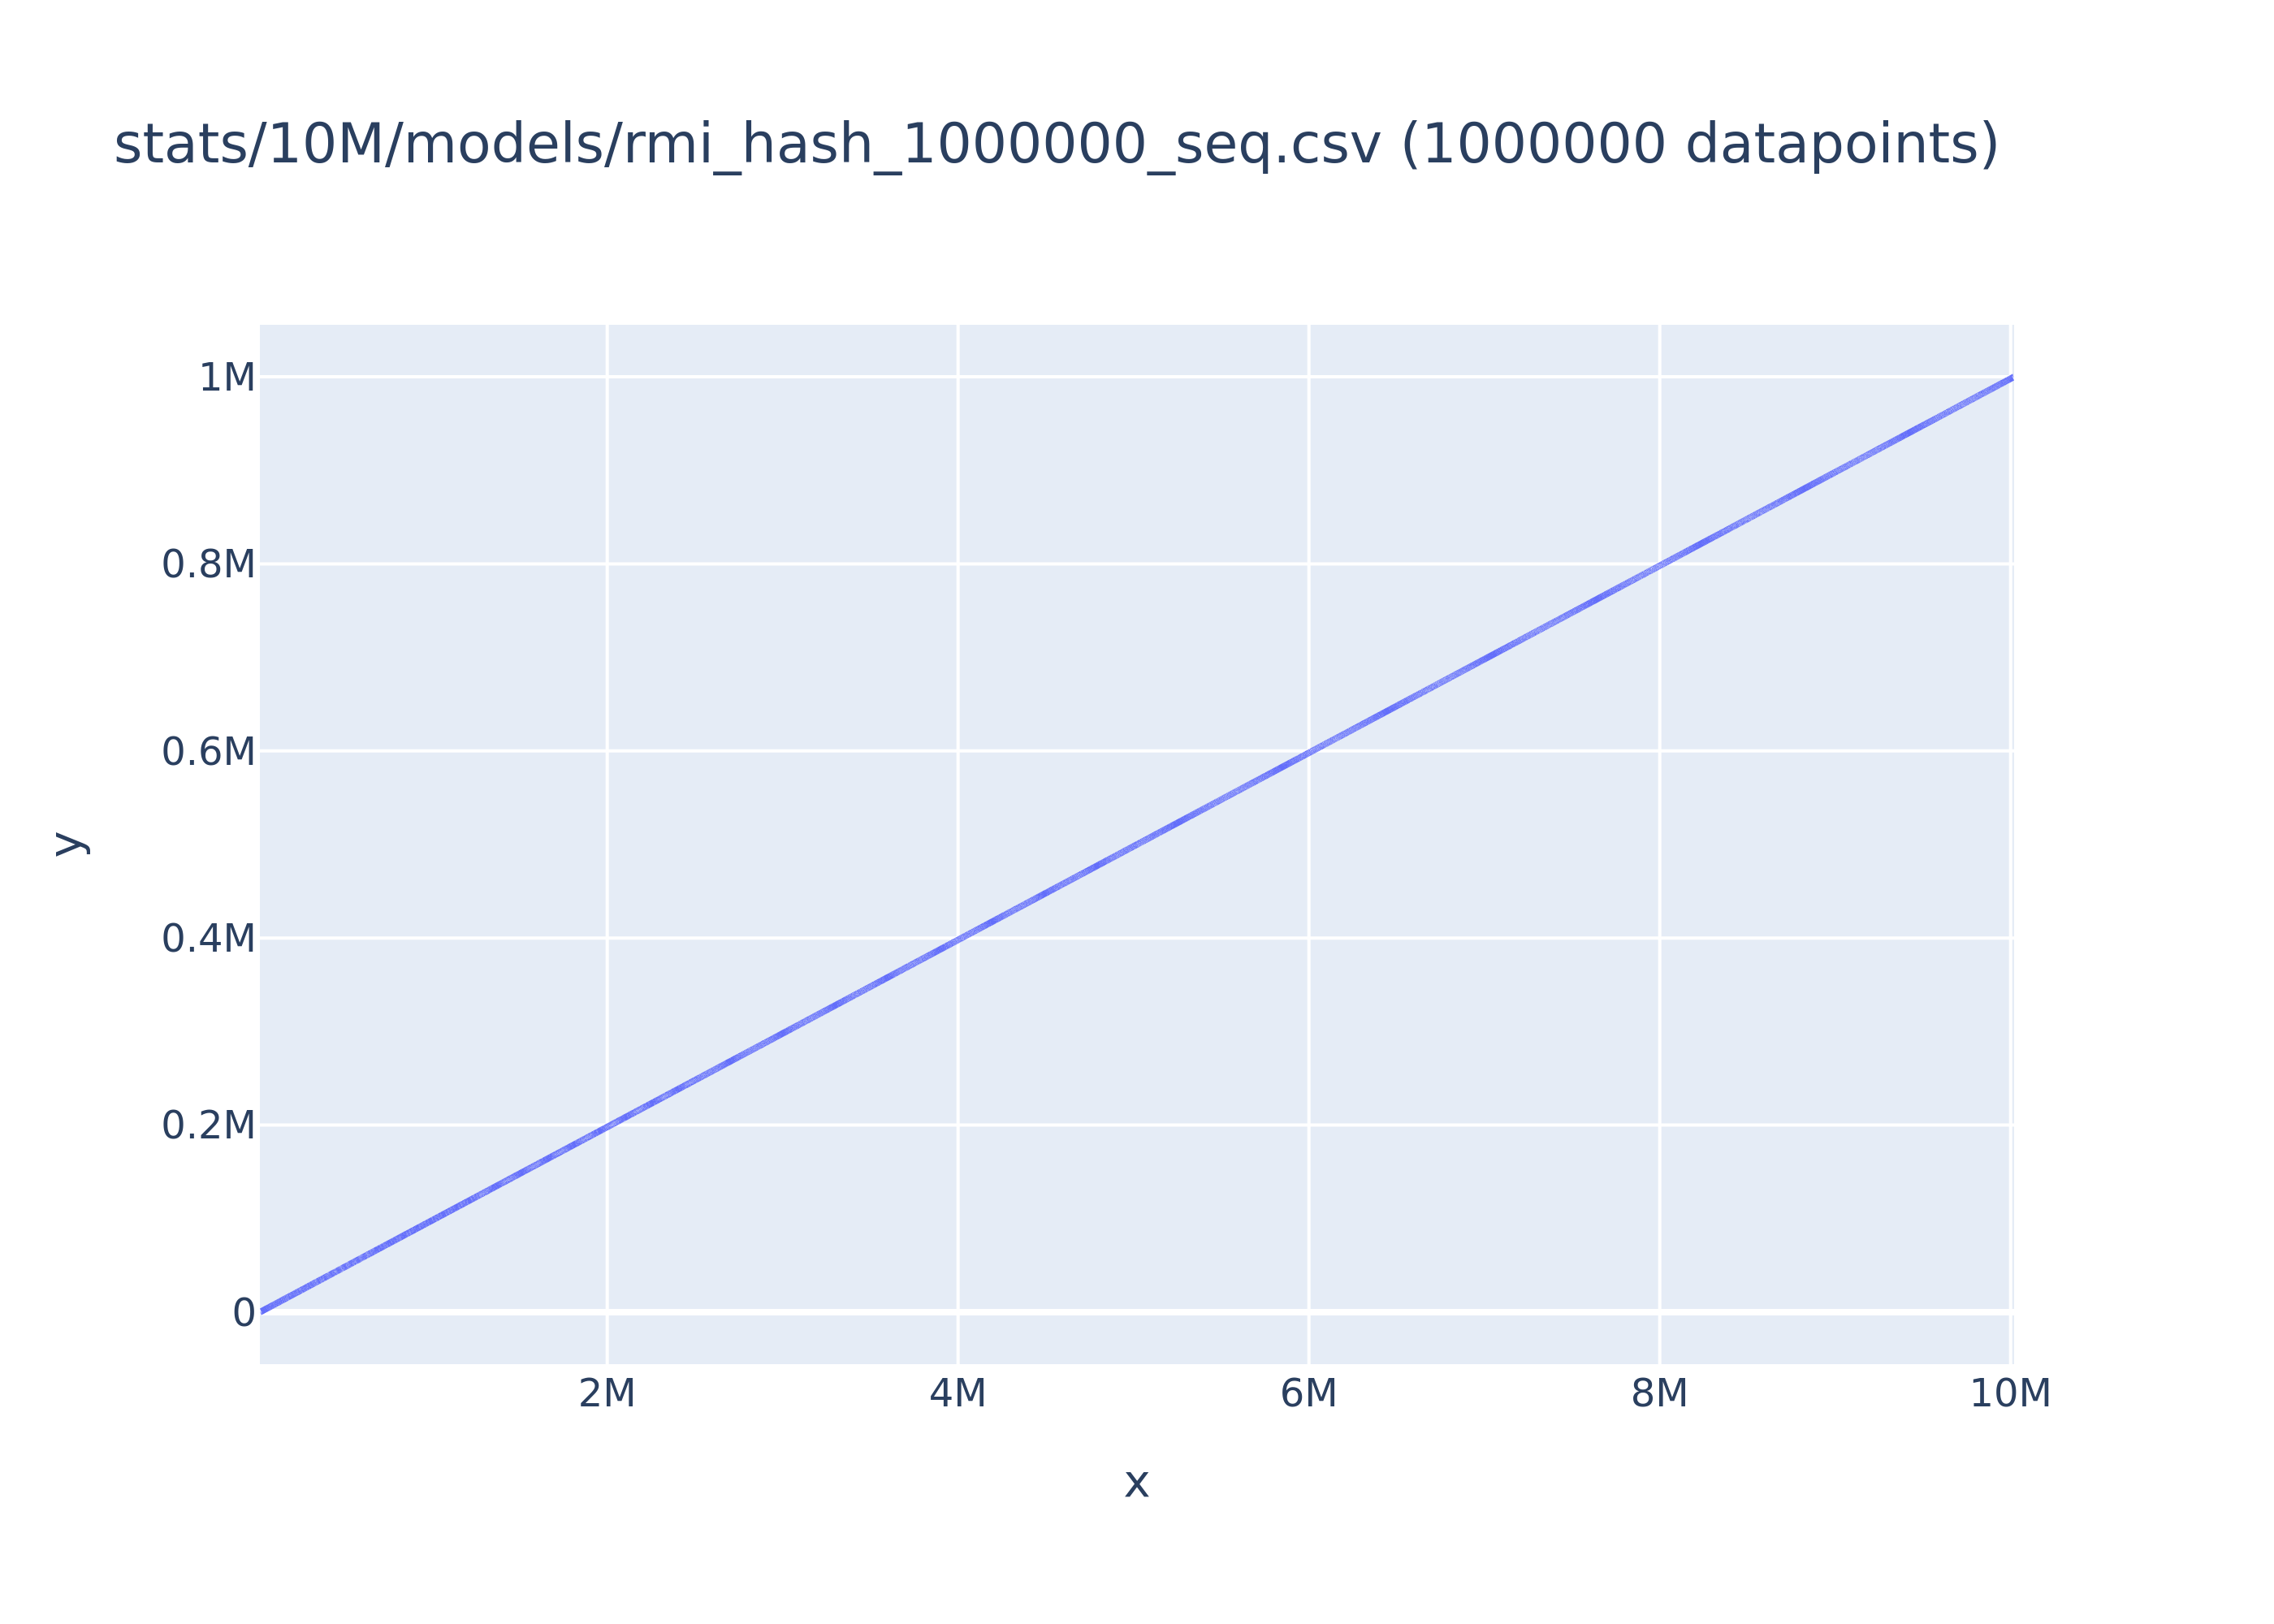 stats/10M/models/rmi_hash_1000000_seq.csv (1000000 datapoints)
1M
0.8M
0.6M
y
0.4M
0.2M
0
2M 4M 6M 8M 10M
x